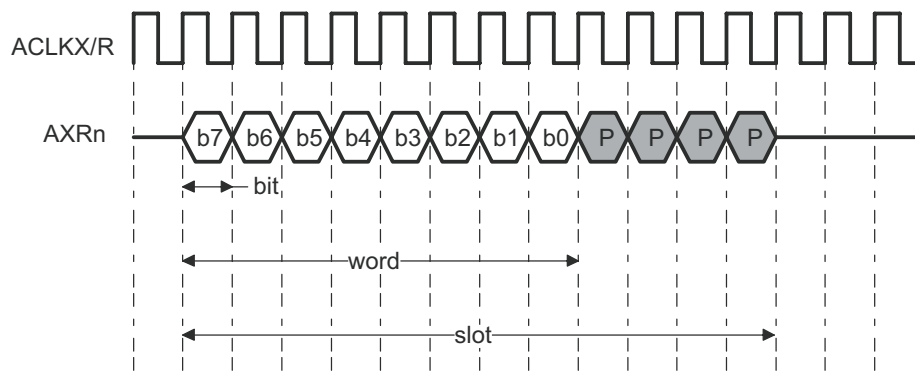 ACLKX/R
AXRn b7 b6 b5 b4 b3 b2 b1 b0 P P P P
bit
word
slot